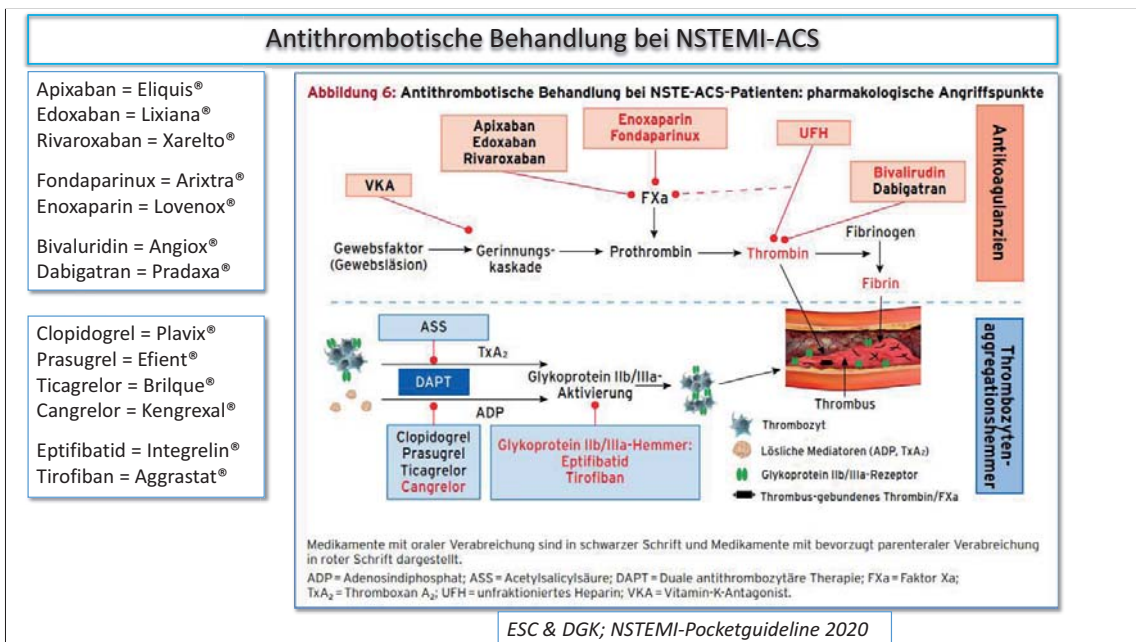 Antithrombotische Behandlung bei NSTEMI-ACS
Apixaban = Eliquis®
Edoxaban = Lixiana®
Rivaroxaban = Xarelto®
Fondaparinux = Arixtra®
Enoxaparin = Lovenox®
Bivaluridin = Angiox®
Dabigatran = Pradaxa®
Clopidogrel = Plavix®
Prasugrel = Efient®
Ticagrelor = Brilque®
Cangrelor = Kengrexal®
Eptifibatid = Integrelin®
Tirofiban = Aggrastat®
Abbildung 6: Antithrombotische Behandlung bei NSTE-ACS-Patienten: pharmakologische Angriffspunkte
Apixaban
Edoxaban
Rivaroxaban
Enoxaparin
Fondaparinux
UFH
VKA
FXa
Bivalirudin
Dabigatran
Gewebsfaktor
(Gewebsläsion)
Gerinnungs-
kaskade
Prothrombin
Thrombin
Fibrinogen
Fibrin
Antikoagulanzien
ASS
TxA₂
DAPT
ADP
Glykoprotein IIb/IIIa-
Aktivierung
Clopidogrel
Prasugrel
Ticagrelor
Cangrelor
Glykoprotein IIb/IIIa-Hemmer:
Eptifibatid
Tirofiban
Thrombus
Thrombozyt
Lösliche Mediatoren (ADP, TxA₂)
Glykoprotein IIb/IIIa-Rezeptor
Thrombus-gebundenes Thrombin/FXa
Thrombozyten-
aggregationshemmer
Medikamente mit oraler Verabreichung sind in schwarzer Schrift und Medikamente mit bevorzugt parenteraler Verabreichung
in roter Schrift dargestellt.
ADP = Adenosindiphosphat; ASS = Acetylsalicylsäure; DAPT = Duale antithrombozytäre Therapie; FXa = Faktor Xa;
TxA₂ = Thromboxan A₂; UFH = unfraktioniertes Heparin; VKA = Vitamin-K-Antagonist.
ESC & DGK; NSTEMI-Pocketguideline 2020